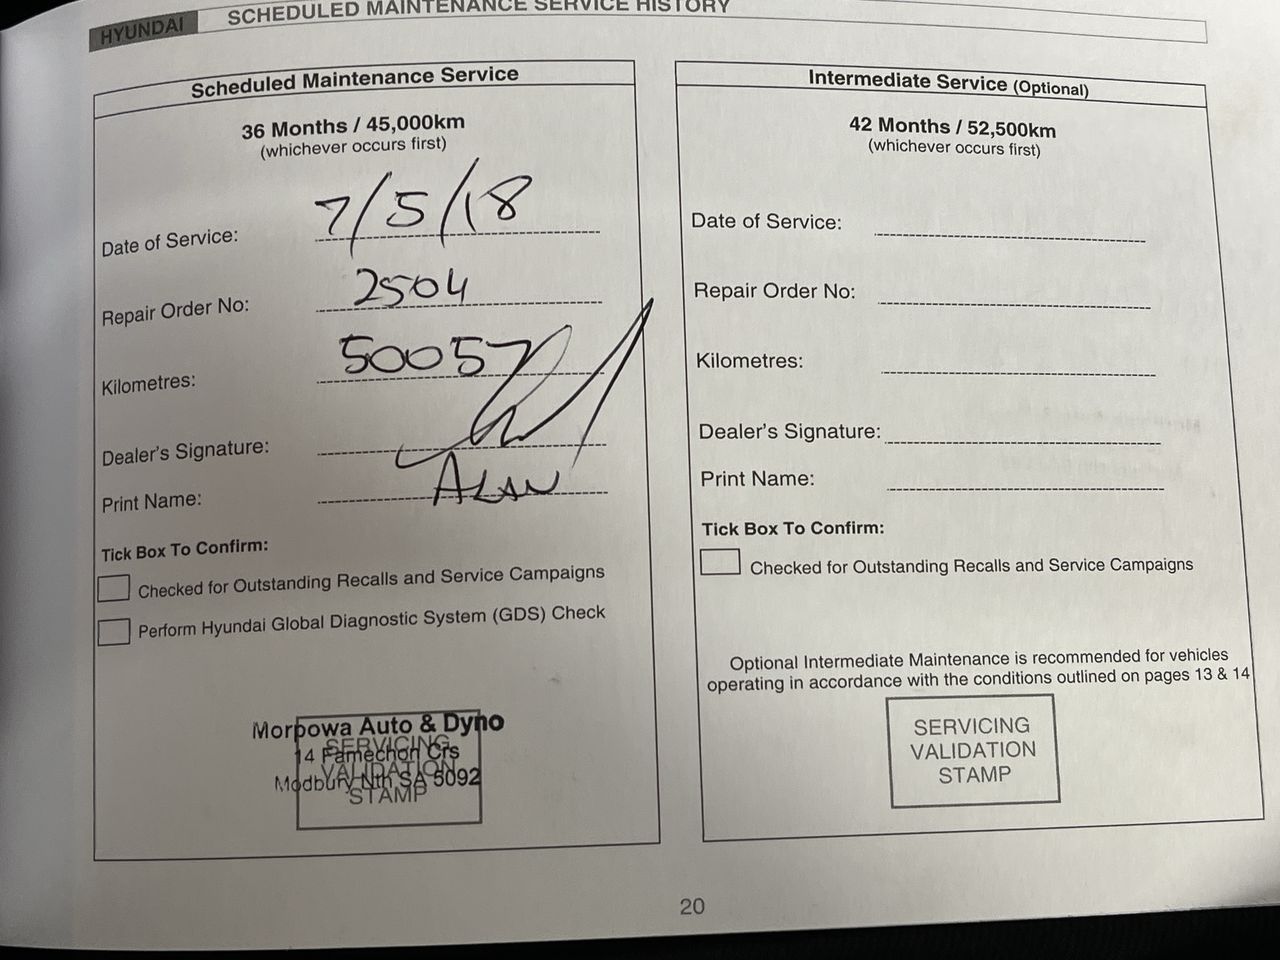 HYUNDAI
SCHEDULED MAINTENANCE SERVICE HISTORY
Scheduled Maintenance Service
36 Months / 45,000km
(whichever occurs first)
Date of Service: 7/5/18
Repair Order No: 2504
Kilometres: 50057
Dealer's Signature:
Print Name: ALAN
Tick Box To Confirm:
Checked for Outstanding Recalls and Service Campaigns
Perform Hyundai Global Diagnostic System (GDS) Check
Morpowa Auto & Dyno
14 Famechon Crs
Modbury Nth SA 5092
SERVICING
VALIDATION
STAMP
Intermediate Service (Optional)
42 Months / 52,500km
(whichever occurs first)
Date of Service:
Repair Order No:
Kilometres:
Dealer's Signature:
Print Name:
Tick Box To Confirm:
Checked for Outstanding Recalls and Service Campaigns
Optional Intermediate Maintenance is recommended for vehicles
operating in accordance with the conditions outlined on pages 13 & 14
SERVICING
VALIDATION
STAMP
20